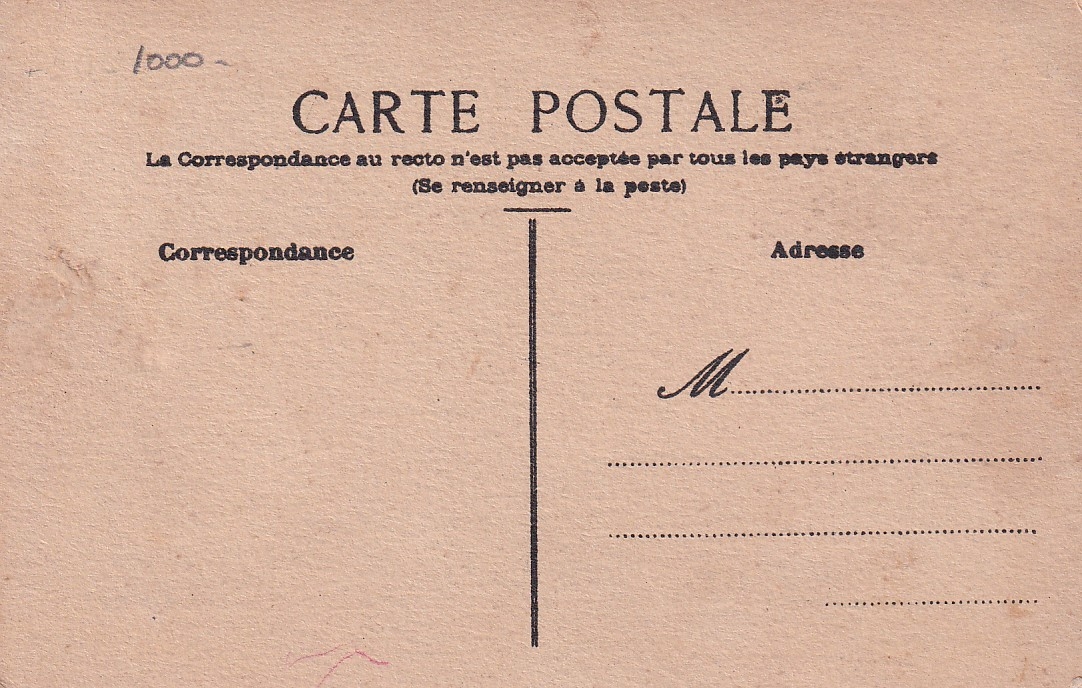 1000-
CARTE POSTALE
La Correspondance au recto n'est pas acceptée par tous les pays étrangers
(Se renseigner à la poste)
Correspondance
Adresse
M